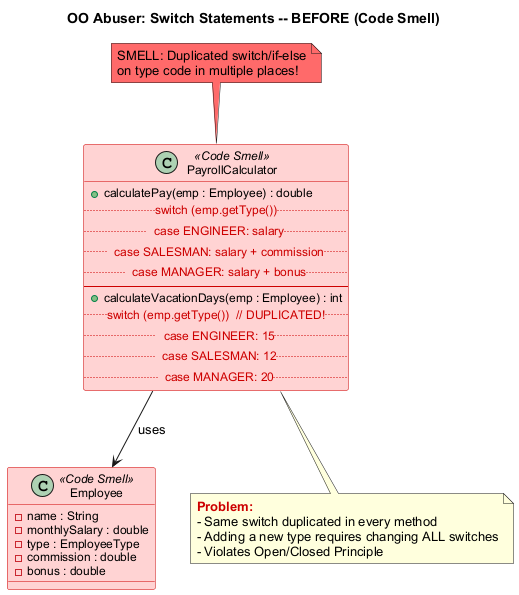 OO Abuser: Switch Statements -- BEFORE (Code Smell)
SMELL: Duplicated switch/if-else
on type code in multiple places!
C
«Code Smell»
PayrollCalculator
calculatePay(emp : Employee) : double
switch (emp.getType())
case ENGINEER: salary
case SALESMAN: salary + commission
case MANAGER: salary + bonus
calculateVacationDays(emp : Employee) : int
switch (emp.getType())  // DUPLICATED!
case ENGINEER: 15
case SALESMAN: 12
case MANAGER: 20
uses
C
«Code Smell»
Employee
name : String
monthlySalary : double
type : EmployeeType
commission : double
bonus : double
Problem:
- Same switch duplicated in every method
- Adding a new type requires changing ALL switches
- Violates Open/Closed Principle